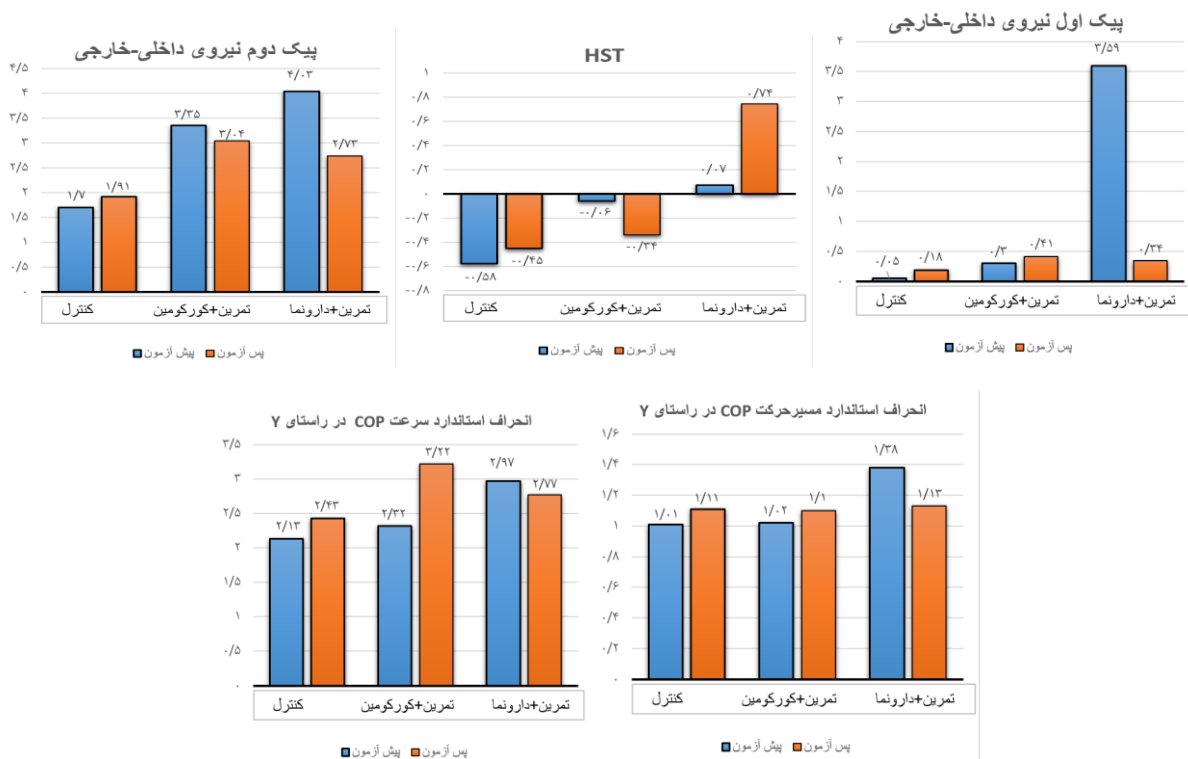 پیک اول نیروی داخلی-خارجی
۴
۳/۵
۳
۲/۵
۲
۱/۵
۱
۰/۵
۰
۰/۰۵
۱
۰/۱۸
۰/۳
۰/۴۱
۳/۵۹
۰/۳۴
کنترل
تمرین+کورکومین
تمرین+دارونما
پیش آزمون
پس آزمون
HST
۱
۰/۸
۰/۶
۰/۴
۰/۲
۰
-۰/۲
-۰/۴
-۰/۶
-۰/۸
-۰/۵۸
-۰/۴۵
-۰/۰۶
-۰/۳۴
۰/۰۷
۰/۷۴
کنترل
تمرین+کورکومین
تمرین+دارونما
پیش آزمون
پس آزمون
پیک دوم نیروی داخلی-خارجی
۴/۵
۴
۳/۵
۳
۲/۵
۲
۱/۵
۱
۰/۵
۰
۱/۷
۱/۹۱
۳/۳۵
۳/۰۴
۴/۰۳
۲/۷۳
کنترل
تمرین+کورکومین
تمرین+دارونما
پیش آزمون
پس آزمون
انحراف استاندارد مسیرحرکت COP در راستای Y
۱/۶
۱/۴
۱/۲
۱
۰/۸
۰/۶
۰/۴
۰/۲
۰
۱/۰۱
۱/۱۱
۱/۰۲
۱/۱
۱/۳۸
۱/۱۳
کنترل
تمرین+کورکومین
تمرین+دارونما
پیش آزمون
پس آزمون
انحراف استاندارد سرعت COP در راستای Y
۳/۵
۳
۲/۵
۲
۱/۵
۱
۰/۵
۰
۲/۱۳
۲/۴۳
۲/۳۲
۳/۲۲
۲/۹۷
۲/۷۷
کنترل
تمرین+کورکومین
تمرین+دارونما
پیش آزمون
پس آزمون